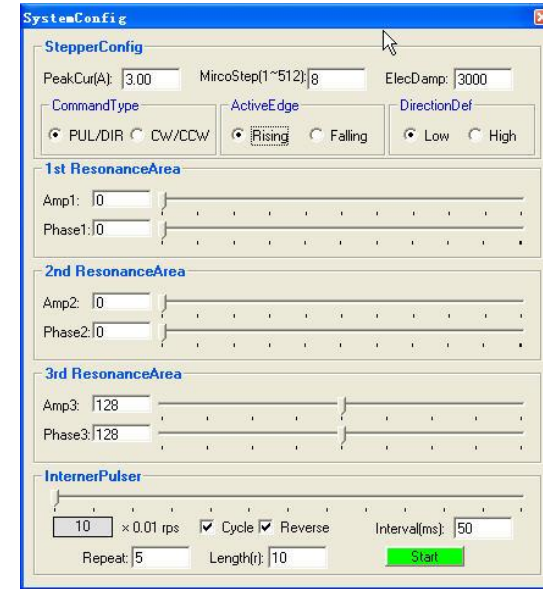 SystemConfig
StepperConfig
PeakCur(A): 3.00 MircoStep(1~512): 8 ElecDamp: 3000
CommandType ActiveEdge DirectionDef
PUL/DIR CW/CCW Rising Falling Low High
1st ResonanceArea
Amp1: 0
Phase1: 0
2nd ResonanceArea
Amp2: 0
Phase2: 0
3rd ResonanceArea
Amp3: 128
Phase3: 128
InternerPulser
10 × 0.01 rps Cycle Reverse Interval(ms): 50
Repeat: 5 Length(r): 10 Start